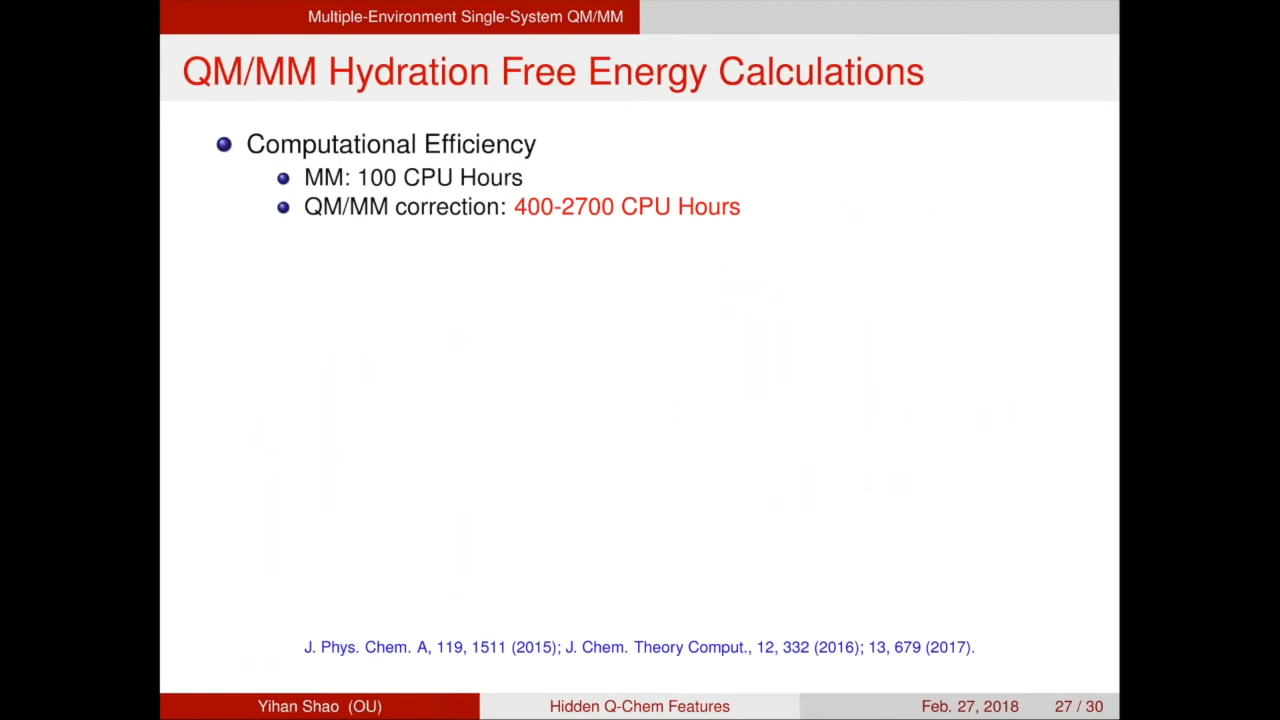 Multiple-Environment Single-System QM/MM
QM/MM Hydration Free Energy Calculations
Computational Efficiency
MM: 100 CPU Hours
QM/MM correction: 400-2700 CPU Hours
J. Phys. Chem. A, 119, 1511 (2015); J. Chem. Theory Comput., 12, 332 (2016); 13, 679 (2017).
Yihan Shao (OU) Hidden Q-Chem Features Feb. 27, 2018 27 / 30